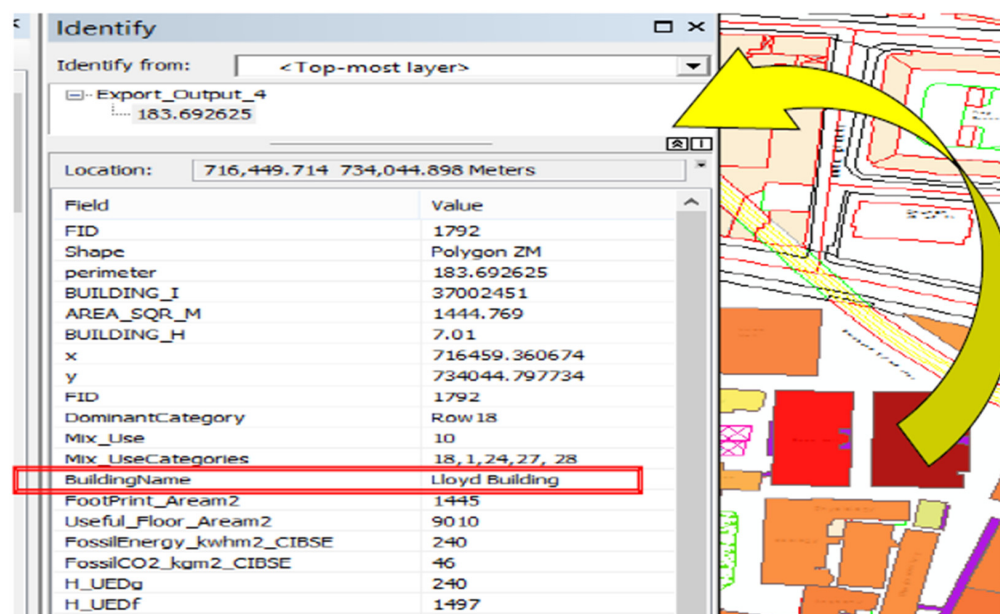 Identify
Identify from: <Top-most layer>
Export_Output_4
183.692625
Location: 716,449.714 734,044.898 Meters
Field Value
FID 1792
Shape Polygon ZM
perimeter 183.692625
BUILDING_I 37002451
AREA_SQR_M 1444.769
BUILDING_H 7.01
x 716459.360674
y 734044.797734
FID 1792
DominantCategory Row18
Mix_Use 10
Mix_UseCategories 18,1,24,27, 28
BuildingName Lloyd Building
FootPrint_Aream2 1445
Useful_Floor_Aream2 9010
FossilEnergy_kwhm2_CIBSE 240
FossilCO2_kgm2_CIBSE 46
H_UEDg 240
H_UEDf 1497